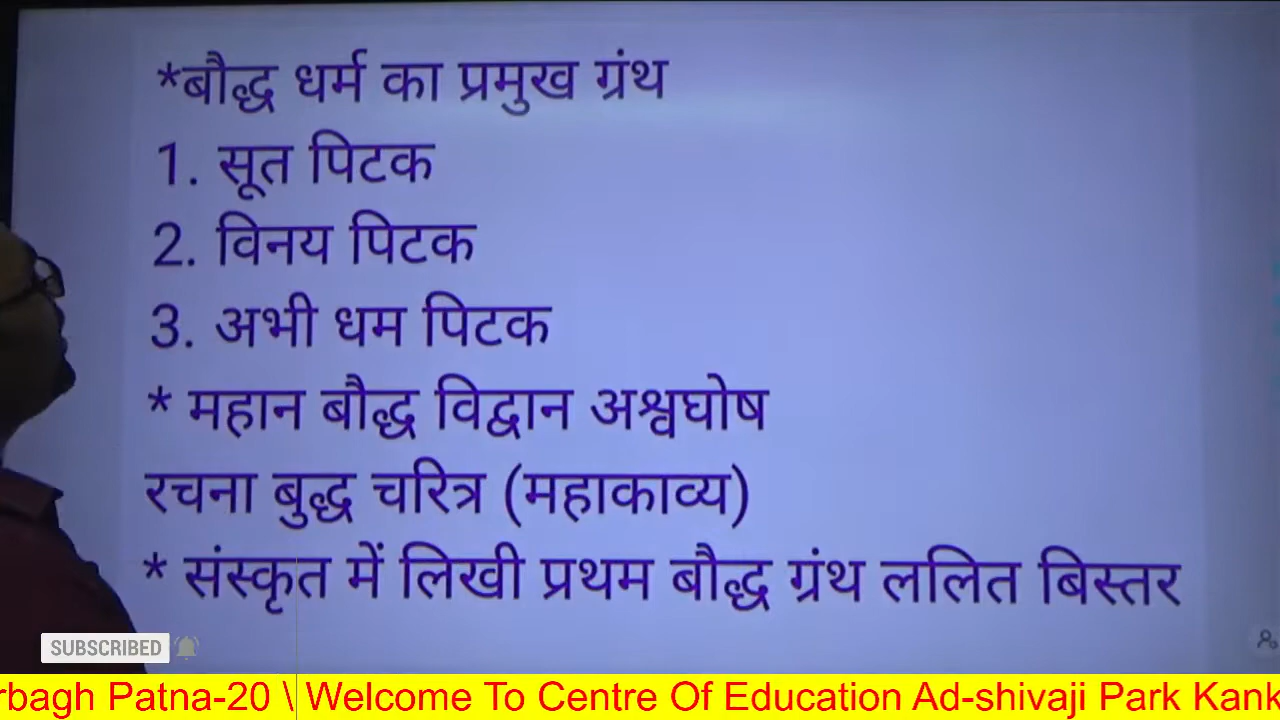 *बौद्ध धर्म का प्रमुख ग्रंथ
1. सूत पिटक
2. विनय पिटक
3. अभी धम पिटक
* महान बौद्ध विद्वान अश्वघोष
रचना बुद्ध चरित्र (महाकाव्य)
* संस्कृत में लिखी प्रथम बौद्ध ग्रंथ ललित बिस्तर
SUBSCRIBED
rbagh Patna-20 \ Welcome To Centre Of Education Ad-shivaji Park Kank